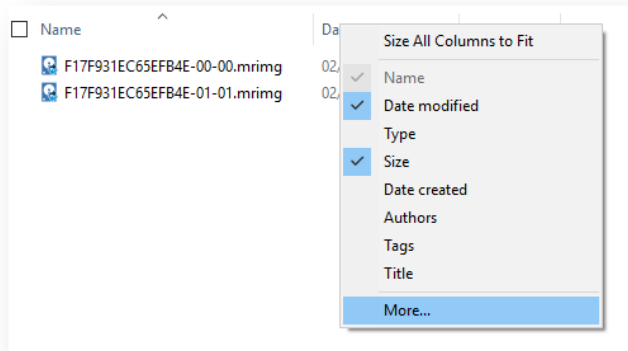 Name
Da
F17F931EC65EFB4E-00-00.mrimg
02/
F17F931EC65EFB4E-01-01.mrimg
02/
Size All Columns to Fit
Name
Date modified
Type
Size
Date created
Authors
Tags
Title
More...